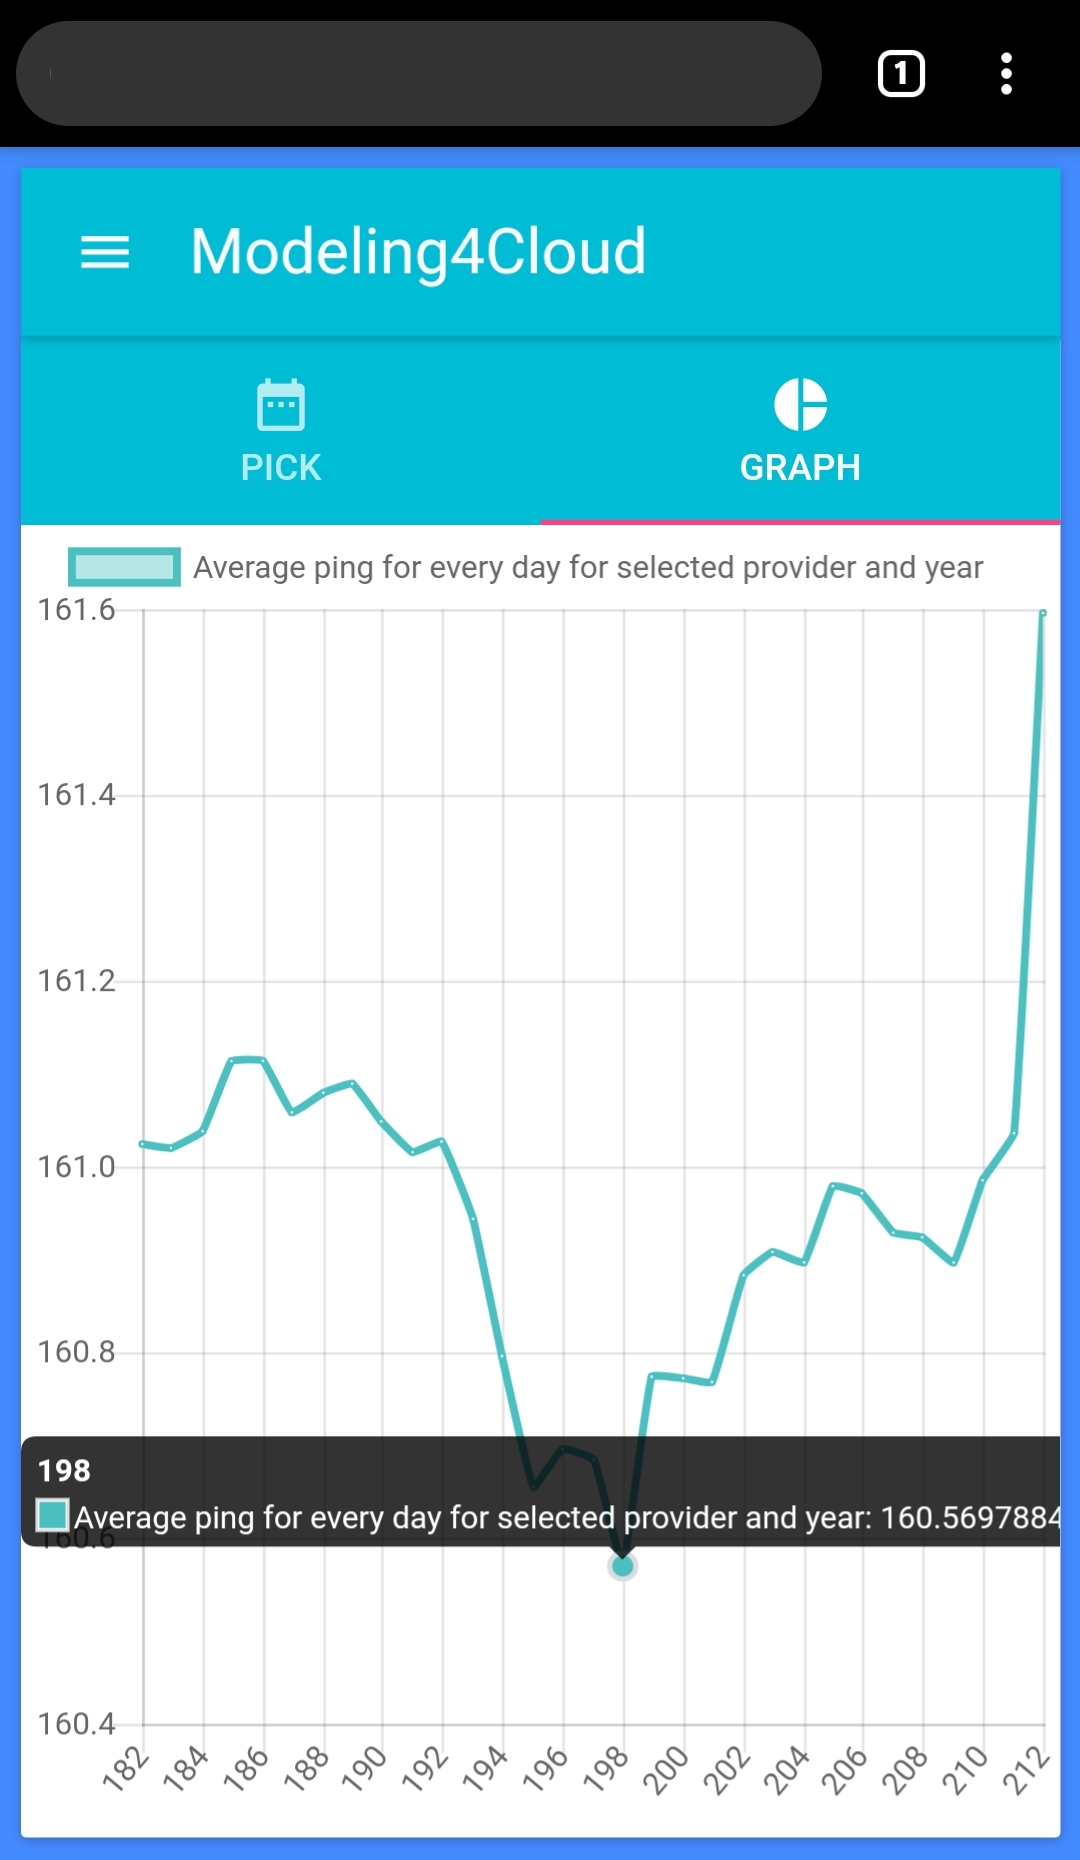 1
Modeling4Cloud
PICK
GRAPH
Average ping for every day for selected provider and year
161.6
161.4
161.2
161.0
160.8
198
Average ping for every day for selected provider and year: 160.5697884
160.6
160.4
182 184 186 188 190 192 194 196 198 200 202 204 206 208 210 212